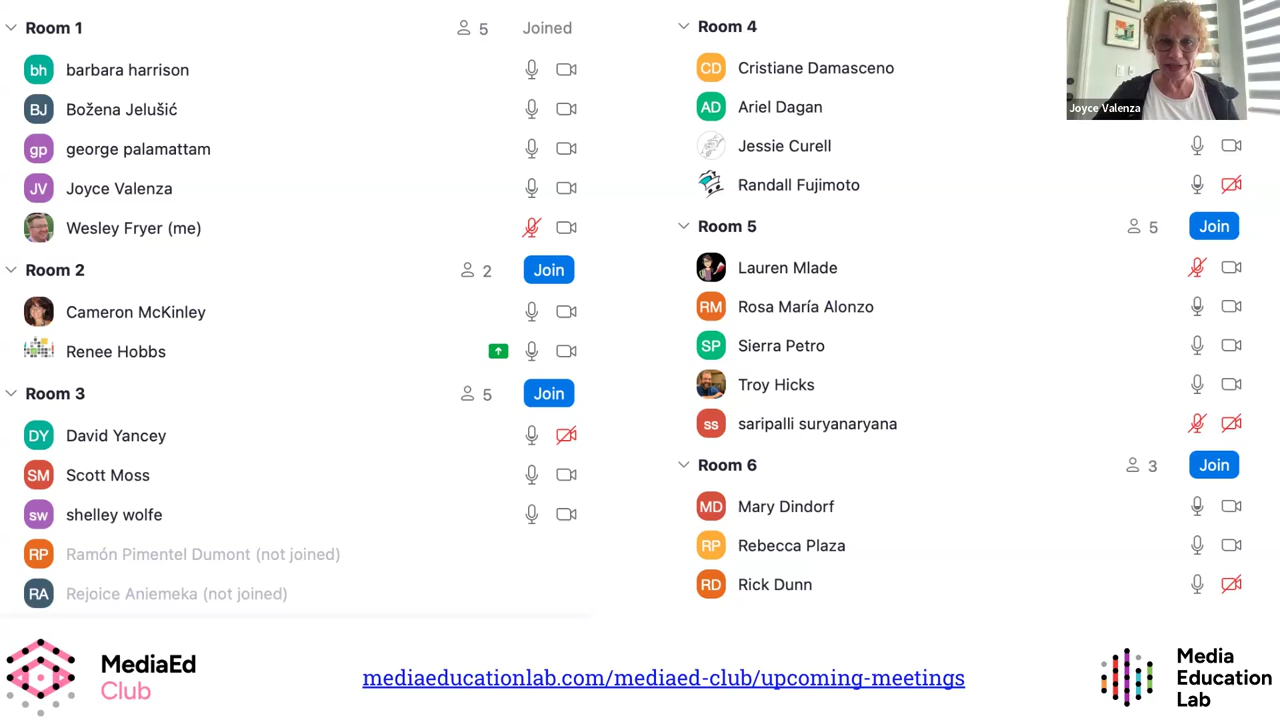 Room 1
5
Joined
bh
barbara harrison
BJ
Božena Jelušić
gp
george palamattam
JV
Joyce Valenza
Wesley Fryer (me)
Room 2
2
Join
Cameron McKinley
Renee Hobbs
Room 3
5
Join
DY
David Yancey
SM
Scott Moss
sw
shelley wolfe
RP
Ramón Pimentel Dumont (not joined)
RA
Rejoice Aniemeka (not joined)
Room 4
CD
Cristiane Damasceno
AD
Ariel Dagan
Jessie Curell
Randall Fujimoto
Room 5
5
Join
Lauren Mlade
RM
Rosa María Alonzo
SP
Sierra Petro
Troy Hicks
ss
saripalli suryanaryana
Room 6
3
Join
MD
Mary Dindorf
RP
Rebecca Plaza
RD
Rick Dunn
Joyce Valenza
MediaEd
Club
mediaeducationlab.com/mediaed-club/upcoming-meetings
Media
Education
Lab